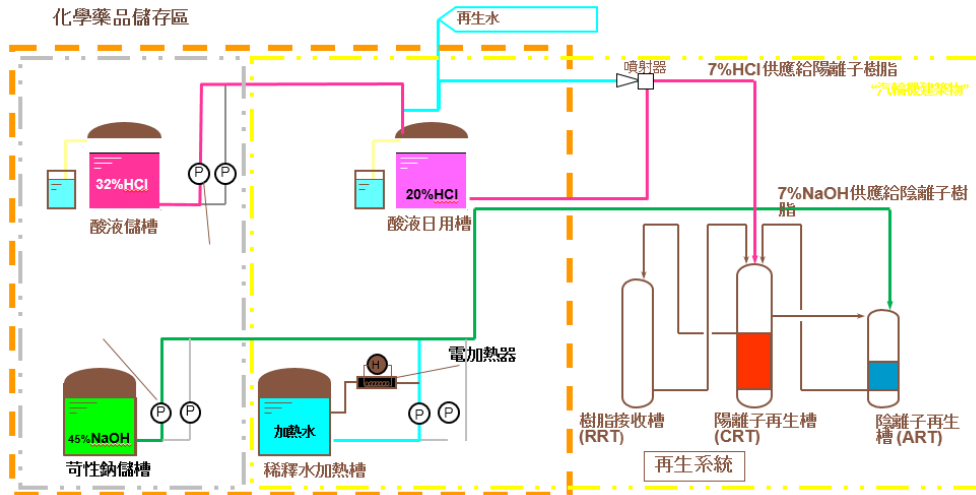 化學藥品儲存區
再生水
噴射器
7%HCl供應給陽離子樹脂
"汽輪機建築物"
32%HCl
P
P
20%HCl
酸液儲槽
酸液日用槽
7%NaOH供應給陰離子樹
脂
電加熱器
H
45%NaOH
P
P
加熱水
P
P
苛性鈉儲槽
稀釋水加熱槽
樹脂接收槽
(RRT)
陽離子再生槽
(CRT)
陰離子再生
槽(ART)
再生系統